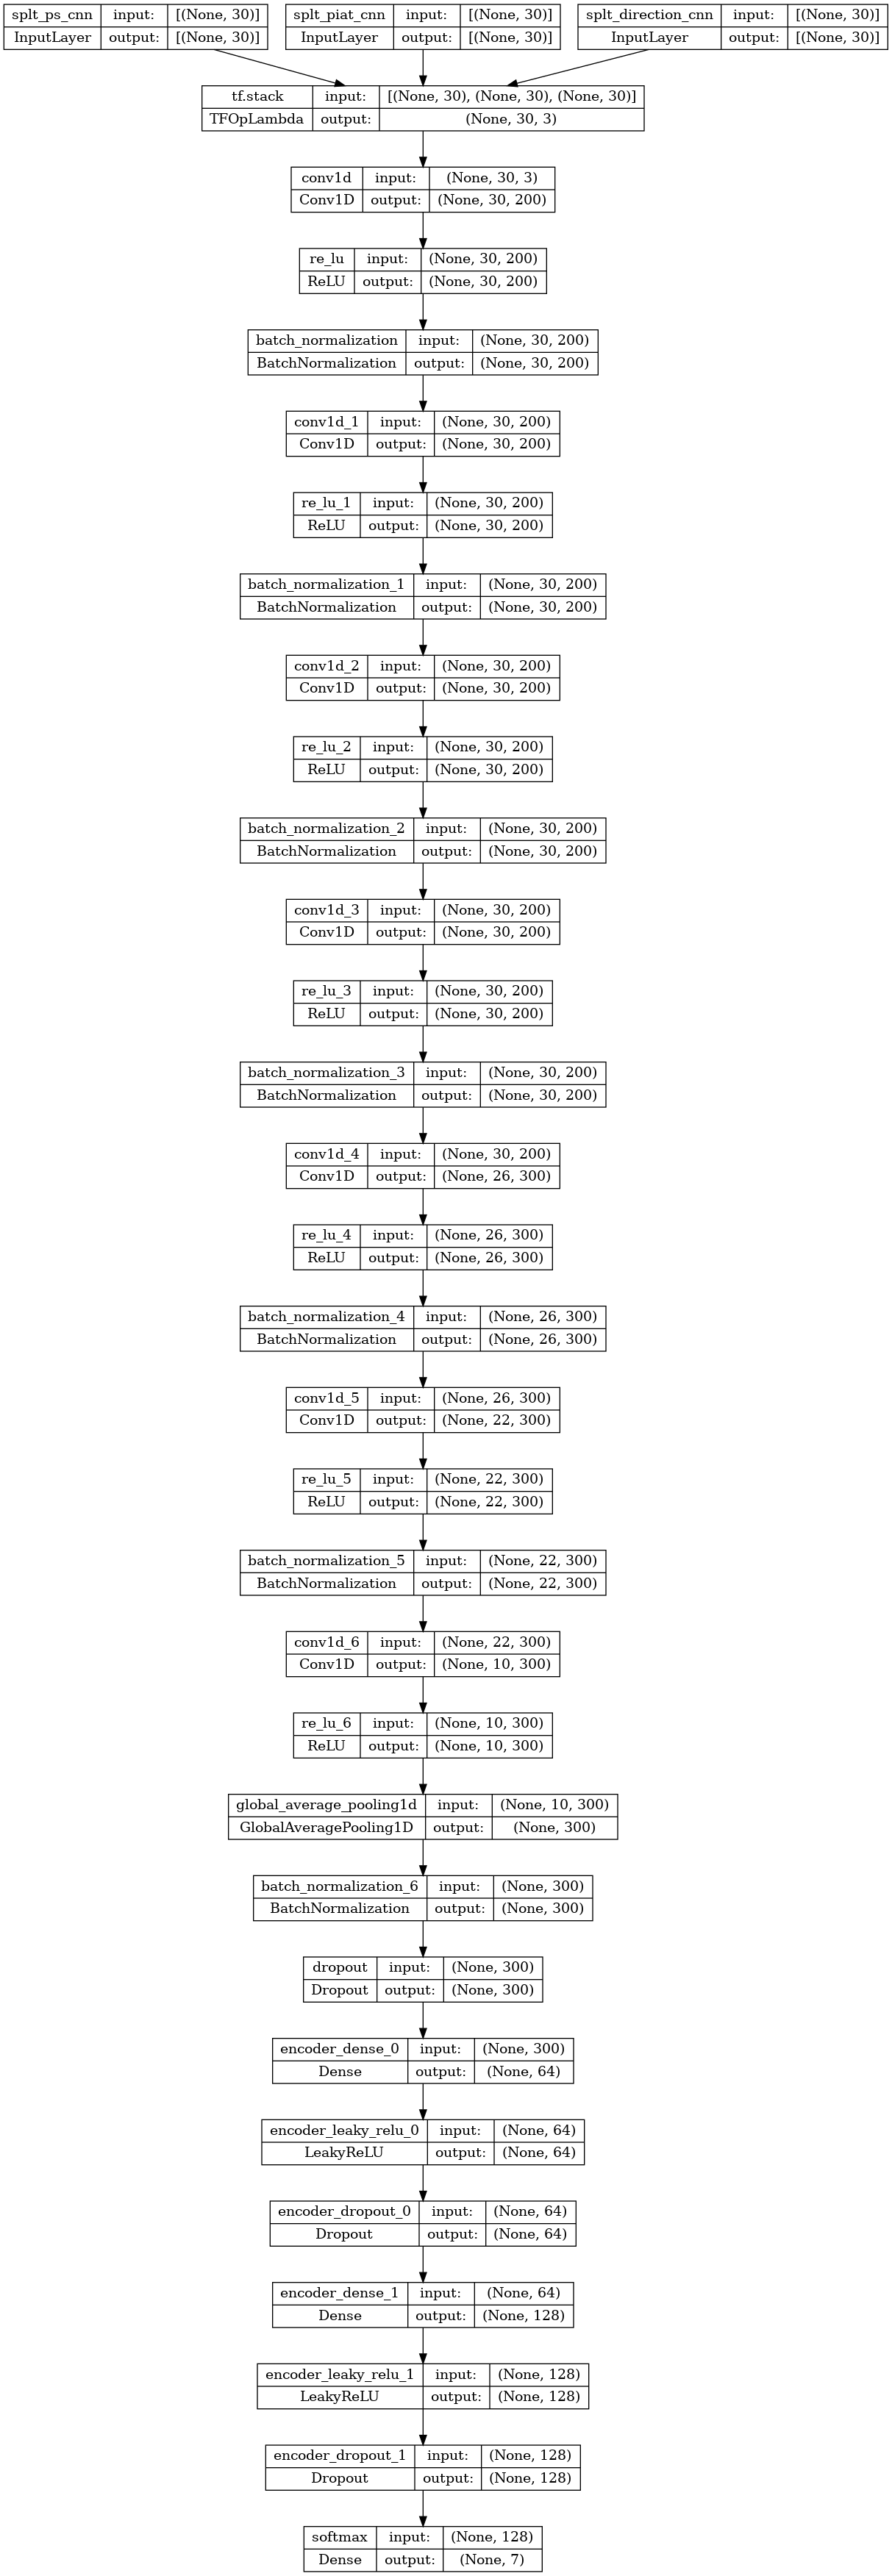 splt_ps_cnn input: [(None, 30)]
InputLayer output: [(None, 30)]
splt_piat_cnn input: [(None, 30)]
InputLayer output: [(None, 30)]
splt_direction_cnn input: [(None, 30)]
InputLayer output: [(None, 30)]
tf.stack input: [(None, 30), (None, 30), (None, 30)]
TFOpLambda output: (None, 30, 3)
conv1d input: (None, 30, 3)
Conv1D output: (None, 30, 200)
re_lu input: (None, 30, 200)
ReLU output: (None, 30, 200)
batch_normalization input: (None, 30, 200)
BatchNormalization output: (None, 30, 200)
conv1d_1 input: (None, 30, 200)
Conv1D output: (None, 30, 200)
re_lu_1 input: (None, 30, 200)
ReLU output: (None, 30, 200)
batch_normalization_1 input: (None, 30, 200)
BatchNormalization output: (None, 30, 200)
conv1d_2 input: (None, 30, 200)
Conv1D output: (None, 30, 200)
re_lu_2 input: (None, 30, 200)
ReLU output: (None, 30, 200)
batch_normalization_2 input: (None, 30, 200)
BatchNormalization output: (None, 30, 200)
conv1d_3 input: (None, 30, 200)
Conv1D output: (None, 30, 200)
re_lu_3 input: (None, 30, 200)
ReLU output: (None, 30, 200)
batch_normalization_3 input: (None, 30, 200)
BatchNormalization output: (None, 30, 200)
conv1d_4 input: (None, 30, 200)
Conv1D output: (None, 26, 300)
re_lu_4 input: (None, 26, 300)
ReLU output: (None, 26, 300)
batch_normalization_4 input: (None, 26, 300)
BatchNormalization output: (None, 26, 300)
conv1d_5 input: (None, 26, 300)
Conv1D output: (None, 22, 300)
re_lu_5 input: (None, 22, 300)
ReLU output: (None, 22, 300)
batch_normalization_5 input: (None, 22, 300)
BatchNormalization output: (None, 22, 300)
conv1d_6 input: (None, 22, 300)
Conv1D output: (None, 10, 300)
re_lu_6 input: (None, 10, 300)
ReLU output: (None, 10, 300)
global_average_pooling1d input: (None, 10, 300)
GlobalAveragePooling1D output: (None, 300)
batch_normalization_6 input: (None, 300)
BatchNormalization output: (None, 300)
dropout input: (None, 300)
Dropout output: (None, 300)
encoder_dense_0 input: (None, 300)
Dense output: (None, 64)
encoder_leaky_relu_0 input: (None, 64)
LeakyReLU output: (None, 64)
encoder_dropout_0 input: (None, 64)
Dropout output: (None, 64)
encoder_dense_1 input: (None, 64)
Dense output: (None, 128)
encoder_leaky_relu_1 input: (None, 128)
LeakyReLU output: (None, 128)
encoder_dropout_1 input: (None, 128)
Dropout output: (None, 128)
softmax input: (None, 128)
Dense output: (None, 7)